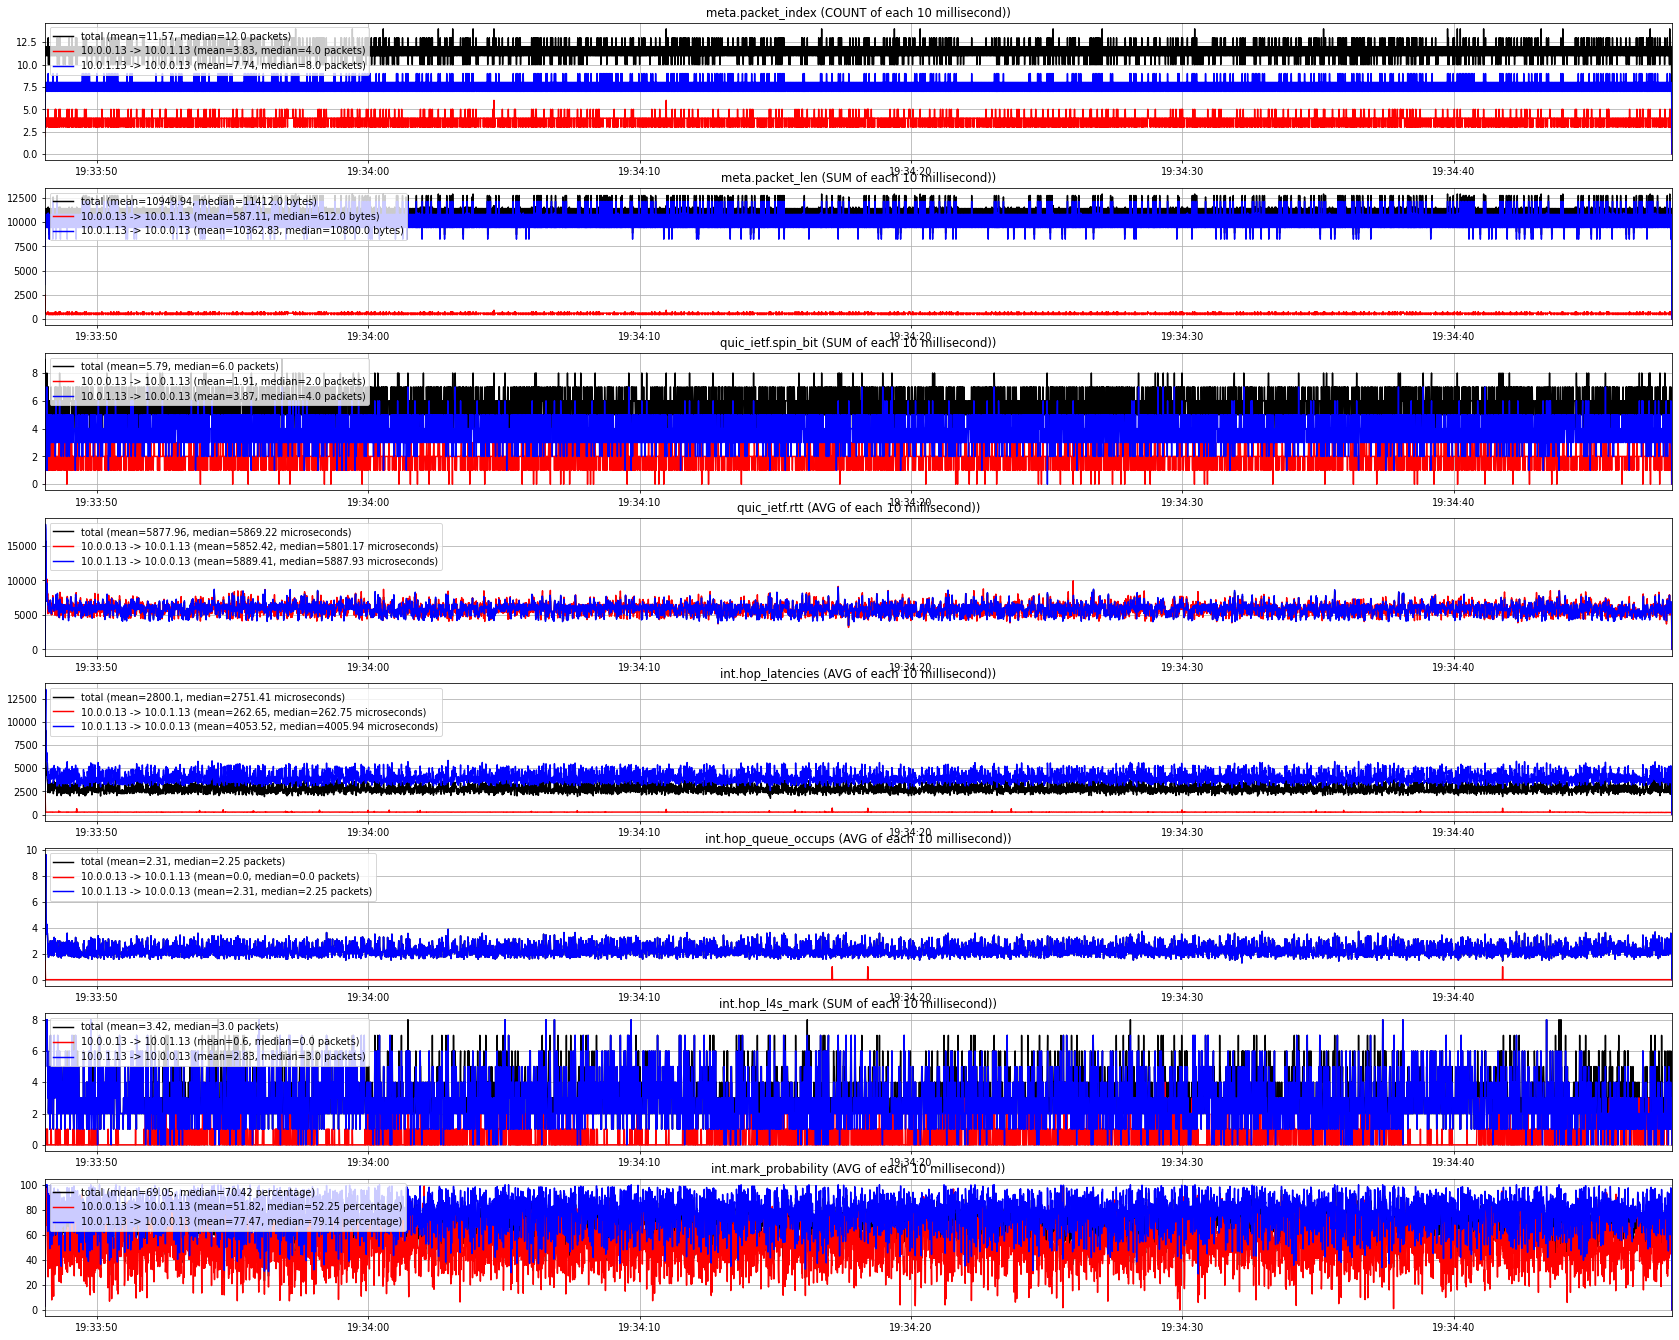 meta.packet_index (COUNT of each 10 millisecond))
total (mean=11.57, median=12.0 packets)
10.0.0.13 -> 10.0.1.13 (mean=3.83, median=4.0 packets)
10.0.1.13 -> 10.0.0.13 (mean=7.74, median=8.0 packets)
12.5
10.0
7.5
5.0
2.5
0.0
19:33:50 19:34:00 19:34:10 19:34:20 19:34:30 19:34:40
meta.packet_len (SUM of each 10 millisecond))
total (mean=10949.94, median=11412.0 bytes)
10.0.0.13 -> 10.0.1.13 (mean=587.11, median=612.0 bytes)
10.0.1.13 -> 10.0.0.13 (mean=10362.83, median=10800.0 bytes)
12500
10000
7500
5000
2500
0
19:33:50 19:34:00 19:34:10 19:34:20 19:34:30 19:34:40
quic_ietf.spin_bit (SUM of each 10 millisecond))
total (mean=5.79, median=6.0 packets)
10.0.0.13 -> 10.0.1.13 (mean=1.91, median=2.0 packets)
10.0.1.13 -> 10.0.0.13 (mean=3.87, median=4.0 packets)
8
6
4
2
0
19:33:50 19:34:00 19:34:10 19:34:20 19:34:30 19:34:40
quic_ietf.rtt (AVG of each 10 millisecond))
total (mean=5877.96, median=5869.22 microseconds)
10.0.0.13 -> 10.0.1.13 (mean=5852.42, median=5801.17 microseconds)
10.0.1.13 -> 10.0.0.13 (mean=5889.41, median=5887.93 microseconds)
15000
10000
5000
0
19:33:50 19:34:00 19:34:10 19:34:20 19:34:30 19:34:40
int.hop_latencies (AVG of each 10 millisecond))
total (mean=2800.1, median=2751.41 microseconds)
10.0.0.13 -> 10.0.1.13 (mean=262.65, median=262.75 microseconds)
10.0.1.13 -> 10.0.0.13 (mean=4053.52, median=4005.94 microseconds)
12500
10000
7500
5000
2500
0
19:33:50 19:34:00 19:34:10 19:34:20 19:34:30 19:34:40
int.hop_queue_occups (AVG of each 10 millisecond))
total (mean=2.31, median=2.25 packets)
10.0.0.13 -> 10.0.1.13 (mean=0.0, median=0.0 packets)
10.0.1.13 -> 10.0.0.13 (mean=2.31, median=2.25 packets)
10
8
6
4
2
0
19:33:50 19:34:00 19:34:10 19:34:20 19:34:30 19:34:40
int.hop_l4s_mark (SUM of each 10 millisecond))
total (mean=3.42, median=3.0 packets)
10.0.0.13 -> 10.0.1.13 (mean=0.6, median=0.0 packets)
10.0.1.13 -> 10.0.0.13 (mean=2.83, median=3.0 packets)
8
6
4
2
0
19:33:50 19:34:00 19:34:10 19:34:20 19:34:30 19:34:40
int.mark_probability (AVG of each 10 millisecond))
total (mean=69.05, median=70.42 percentage)
10.0.0.13 -> 10.0.1.13 (mean=51.82, median=52.25 percentage)
10.0.1.13 -> 10.0.0.13 (mean=77.47, median=79.14 percentage)
100
80
60
40
20
0
19:33:50 19:34:00 19:34:10 19:34:20 19:34:30 19:34:40